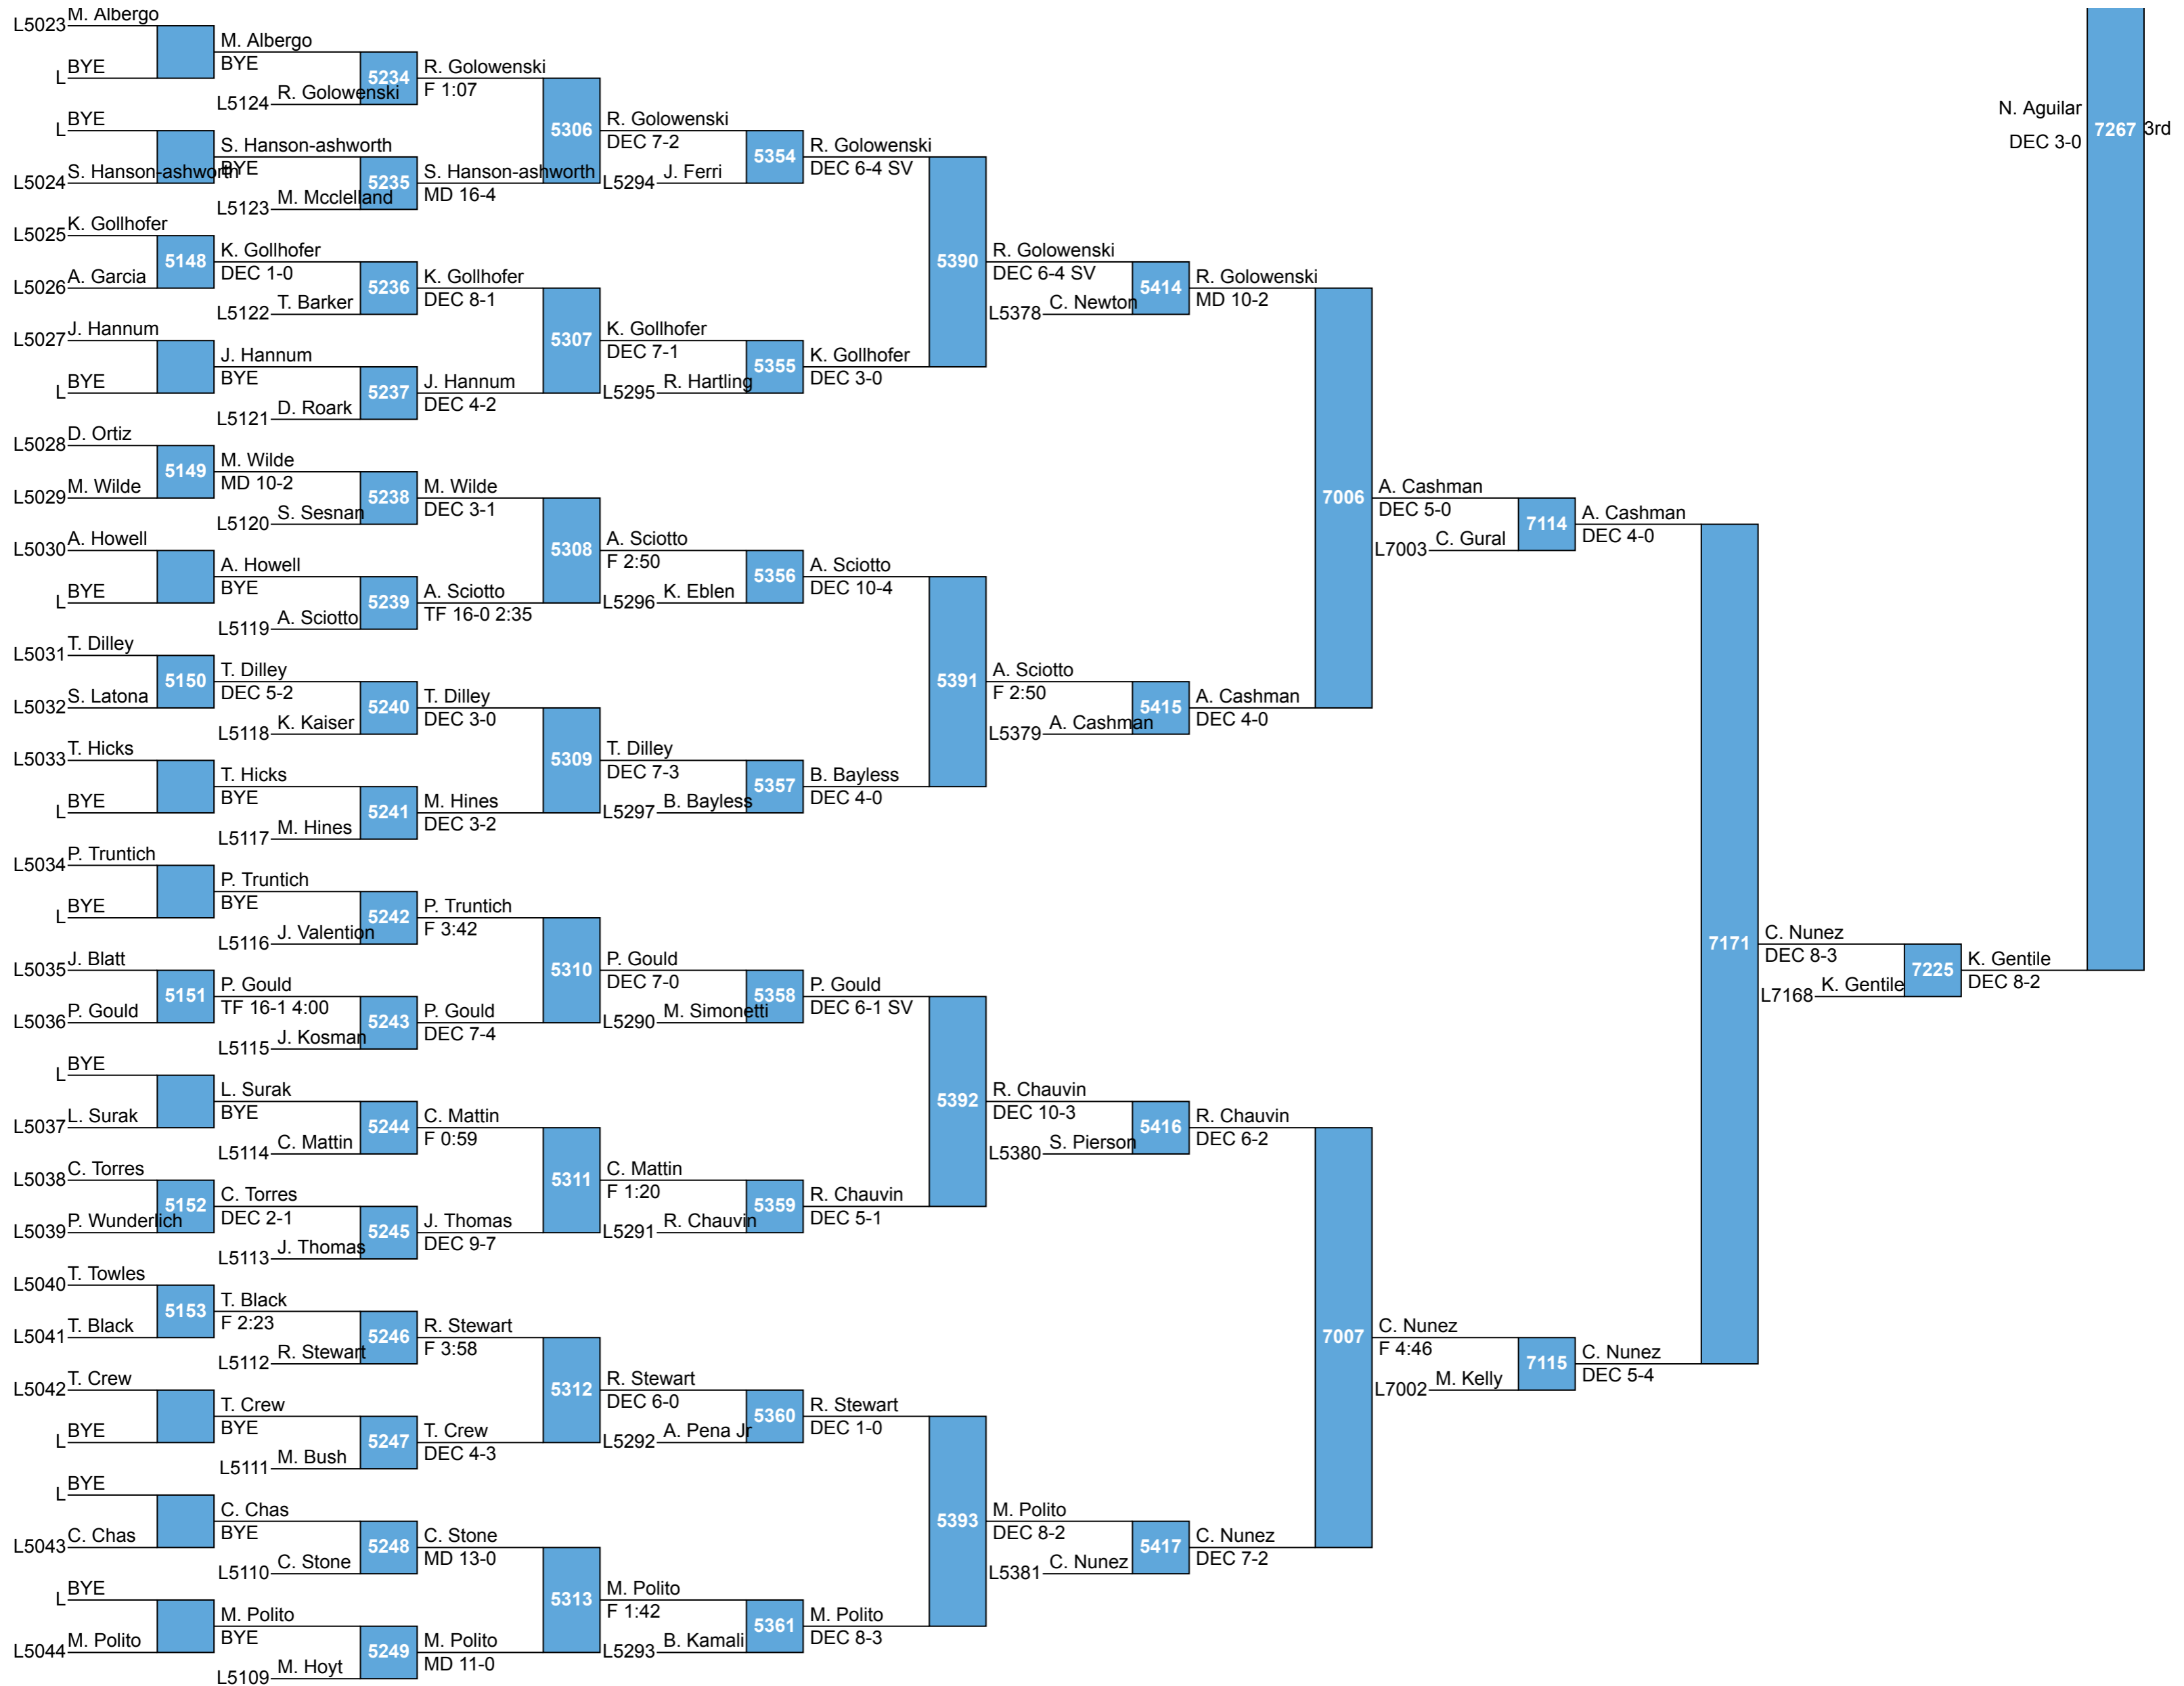 M. Albergo
L5023
BYE
L
M. Albergo
BYE
5234
R. Golowenski
L5124
R. Golowenski
F 1:07
BYE
L
S. Hanson-ashworth
L5024
S. Hanson-ashworth
BYE
5235
M. Mcclelland
L5123
S. Hanson-ashworth
MD 16-4
5306
R. Golowenski
DEC 7-2
5354
J. Ferri
L5294
R. Golowenski
DEC 6-4 SV
K. Gollhofer
L5025
5148
A. Garcia
L5026
K. Gollhofer
DEC 1-0
5236
T. Barker
L5122
K. Gollhofer
DEC 8-1
J. Hannum
L5027
BYE
L
J. Hannum
BYE
5237
D. Roark
L5121
J. Hannum
DEC 4-2
5307
K. Gollhofer
DEC 7-1
5355
R. Hartling
L5295
K. Gollhofer
DEC 3-0
5390
R. Golowenski
DEC 6-4 SV
5414
C. Newton
L5378
R. Golowenski
MD 10-2
D. Ortiz
L5028
5149
M. Wilde
L5029
M. Wilde
MD 10-2
5238
S. Sesnan
L5120
M. Wilde
DEC 3-1
A. Howell
L5030
BYE
L
A. Howell
BYE
5239
A. Sciotto
L5119
A. Sciotto
TF 16-0 2:35
5308
A. Sciotto
F 2:50
5356
K. Eblen
L5296
A. Sciotto
DEC 10-4
T. Dilley
L5031
5150
S. Latona
L5032
T. Dilley
DEC 5-2
5240
K. Kaiser
L5118
T. Dilley
DEC 3-0
T. Hicks
L5033
BYE
L
T. Hicks
BYE
5241
M. Hines
L5117
M. Hines
DEC 3-2
5309
T. Dilley
DEC 7-3
5357
B. Bayless
L5297
B. Bayless
DEC 4-0
5391
A. Sciotto
F 2:50
5415
A. Cashman
L5379
A. Cashman
DEC 4-0
7006
A. Cashman
DEC 5-0
7114
C. Gural
L7003
A. Cashman
DEC 4-0
P. Truntich
L5034
BYE
L
P. Truntich
BYE
5242
J. Valention
L5116
P. Truntich
F 3:42
J. Blatt
L5035
5151
P. Gould
L5036
P. Gould
TF 16-1 4:00
5243
J. Kosman
L5115
P. Gould
DEC 7-4
5310
P. Gould
DEC 7-0
5358
M. Simonetti
L5290
P. Gould
DEC 6-1 SV
BYE
L
L. Surak
L5037
L. Surak
BYE
5244
C. Mattin
L5114
C. Mattin
F 0:59
C. Torres
L5038
5152
P. Wunderlich
L5039
C. Torres
DEC 2-1
5245
J. Thomas
L5113
J. Thomas
DEC 9-7
5311
C. Mattin
F 1:20
5359
R. Chauvin
L5291
R. Chauvin
DEC 5-1
5392
R. Chauvin
DEC 10-3
5416
S. Pierson
L5380
R. Chauvin
DEC 6-2
T. Towles
L5040
5153
T. Black
L5041
T. Black
F 2:23
5246
R. Stewart
L5112
R. Stewart
F 3:58
T. Crew
L5042
BYE
L
T. Crew
BYE
5247
M. Bush
L5111
T. Crew
DEC 4-3
5312
R. Stewart
DEC 6-0
5360
A. Pena Jr
L5292
R. Stewart
DEC 1-0
BYE
L
C. Chas
L5043
C. Chas
BYE
5248
C. Stone
L5110
C. Stone
MD 13-0
BYE
L
M. Polito
L5044
M. Polito
BYE
5249
M. Hoyt
L5109
M. Polito
MD 11-0
5313
M. Polito
F 1:42
5361
B. Kamali
L5293
M. Polito
DEC 8-3
5393
M. Polito
DEC 8-2
5417
C. Nunez
L5381
C. Nunez
DEC 7-2
7007
C. Nunez
F 4:46
7115
M. Kelly
L7002
C. Nunez
DEC 5-4
7171
C. Nunez
DEC 8-3
7225
K. Gentile
L7168
K. Gentile
DEC 8-2
N. Aguilar
DEC 3-0
7267
3rd